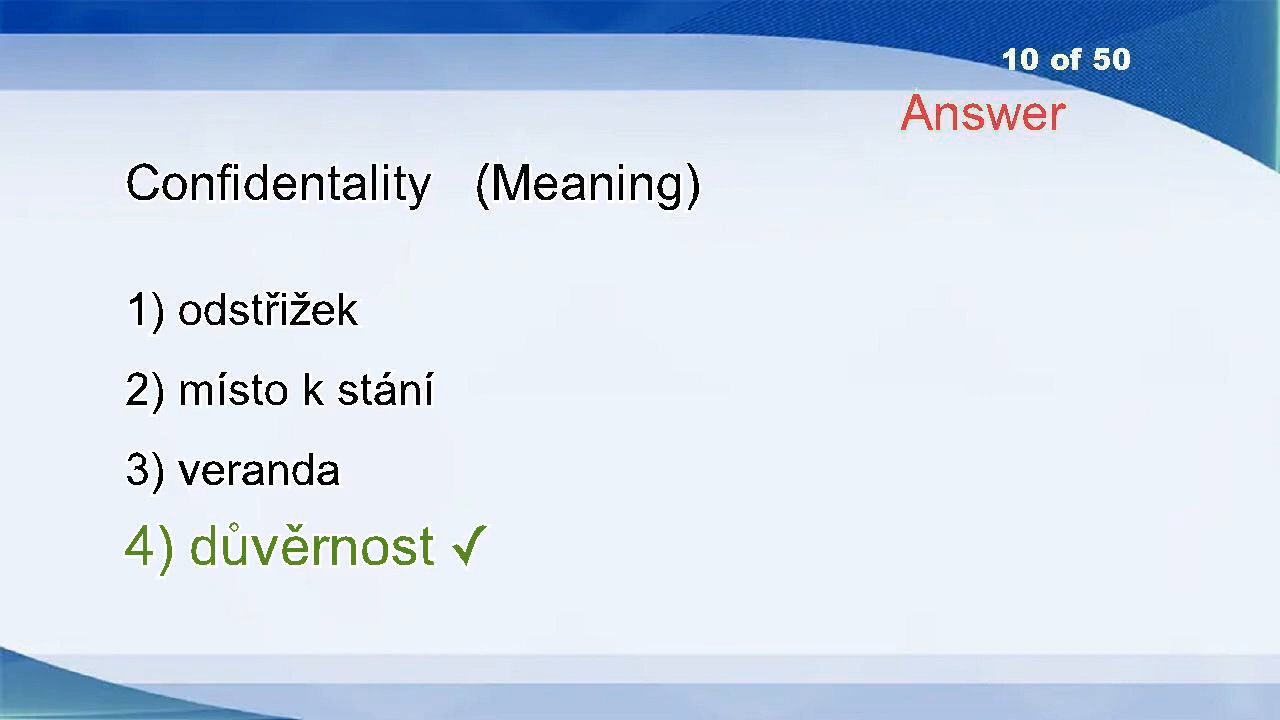 10 of 50
Answer
Confidentality (Meaning)
1) odstřižek
2) místo k stání
3) veranda
4) důvěrnost ✓